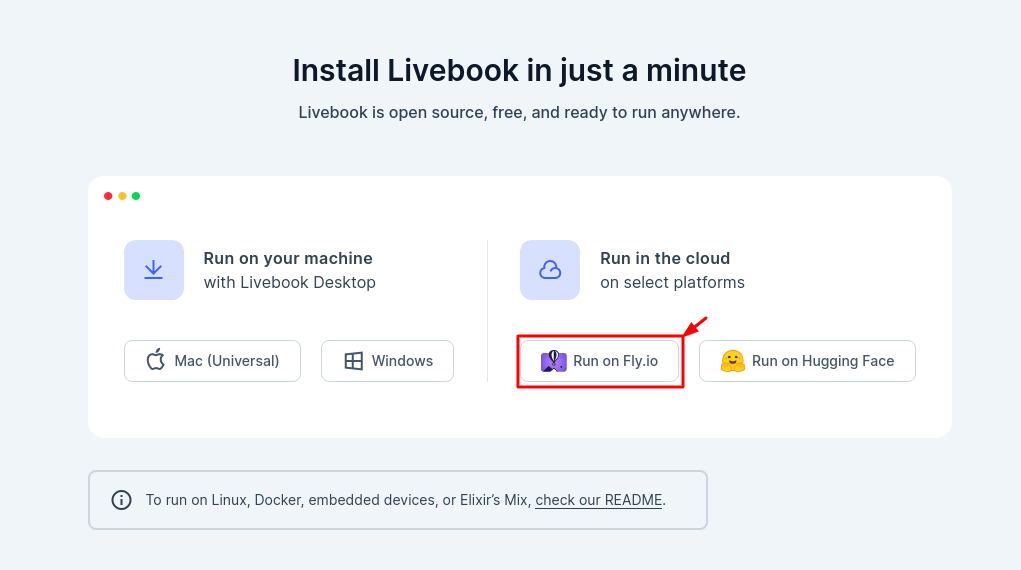 Install Livebook in just a minute
Livebook is open source, free, and ready to run anywhere.
Run on your machine
with Livebook Desktop
Mac (Universal)
Windows
Run in the cloud
on select platforms
Run on Fly.io
Run on Hugging Face
To run on Linux, Docker, embedded devices, or Elixir’s Mix, check our README.